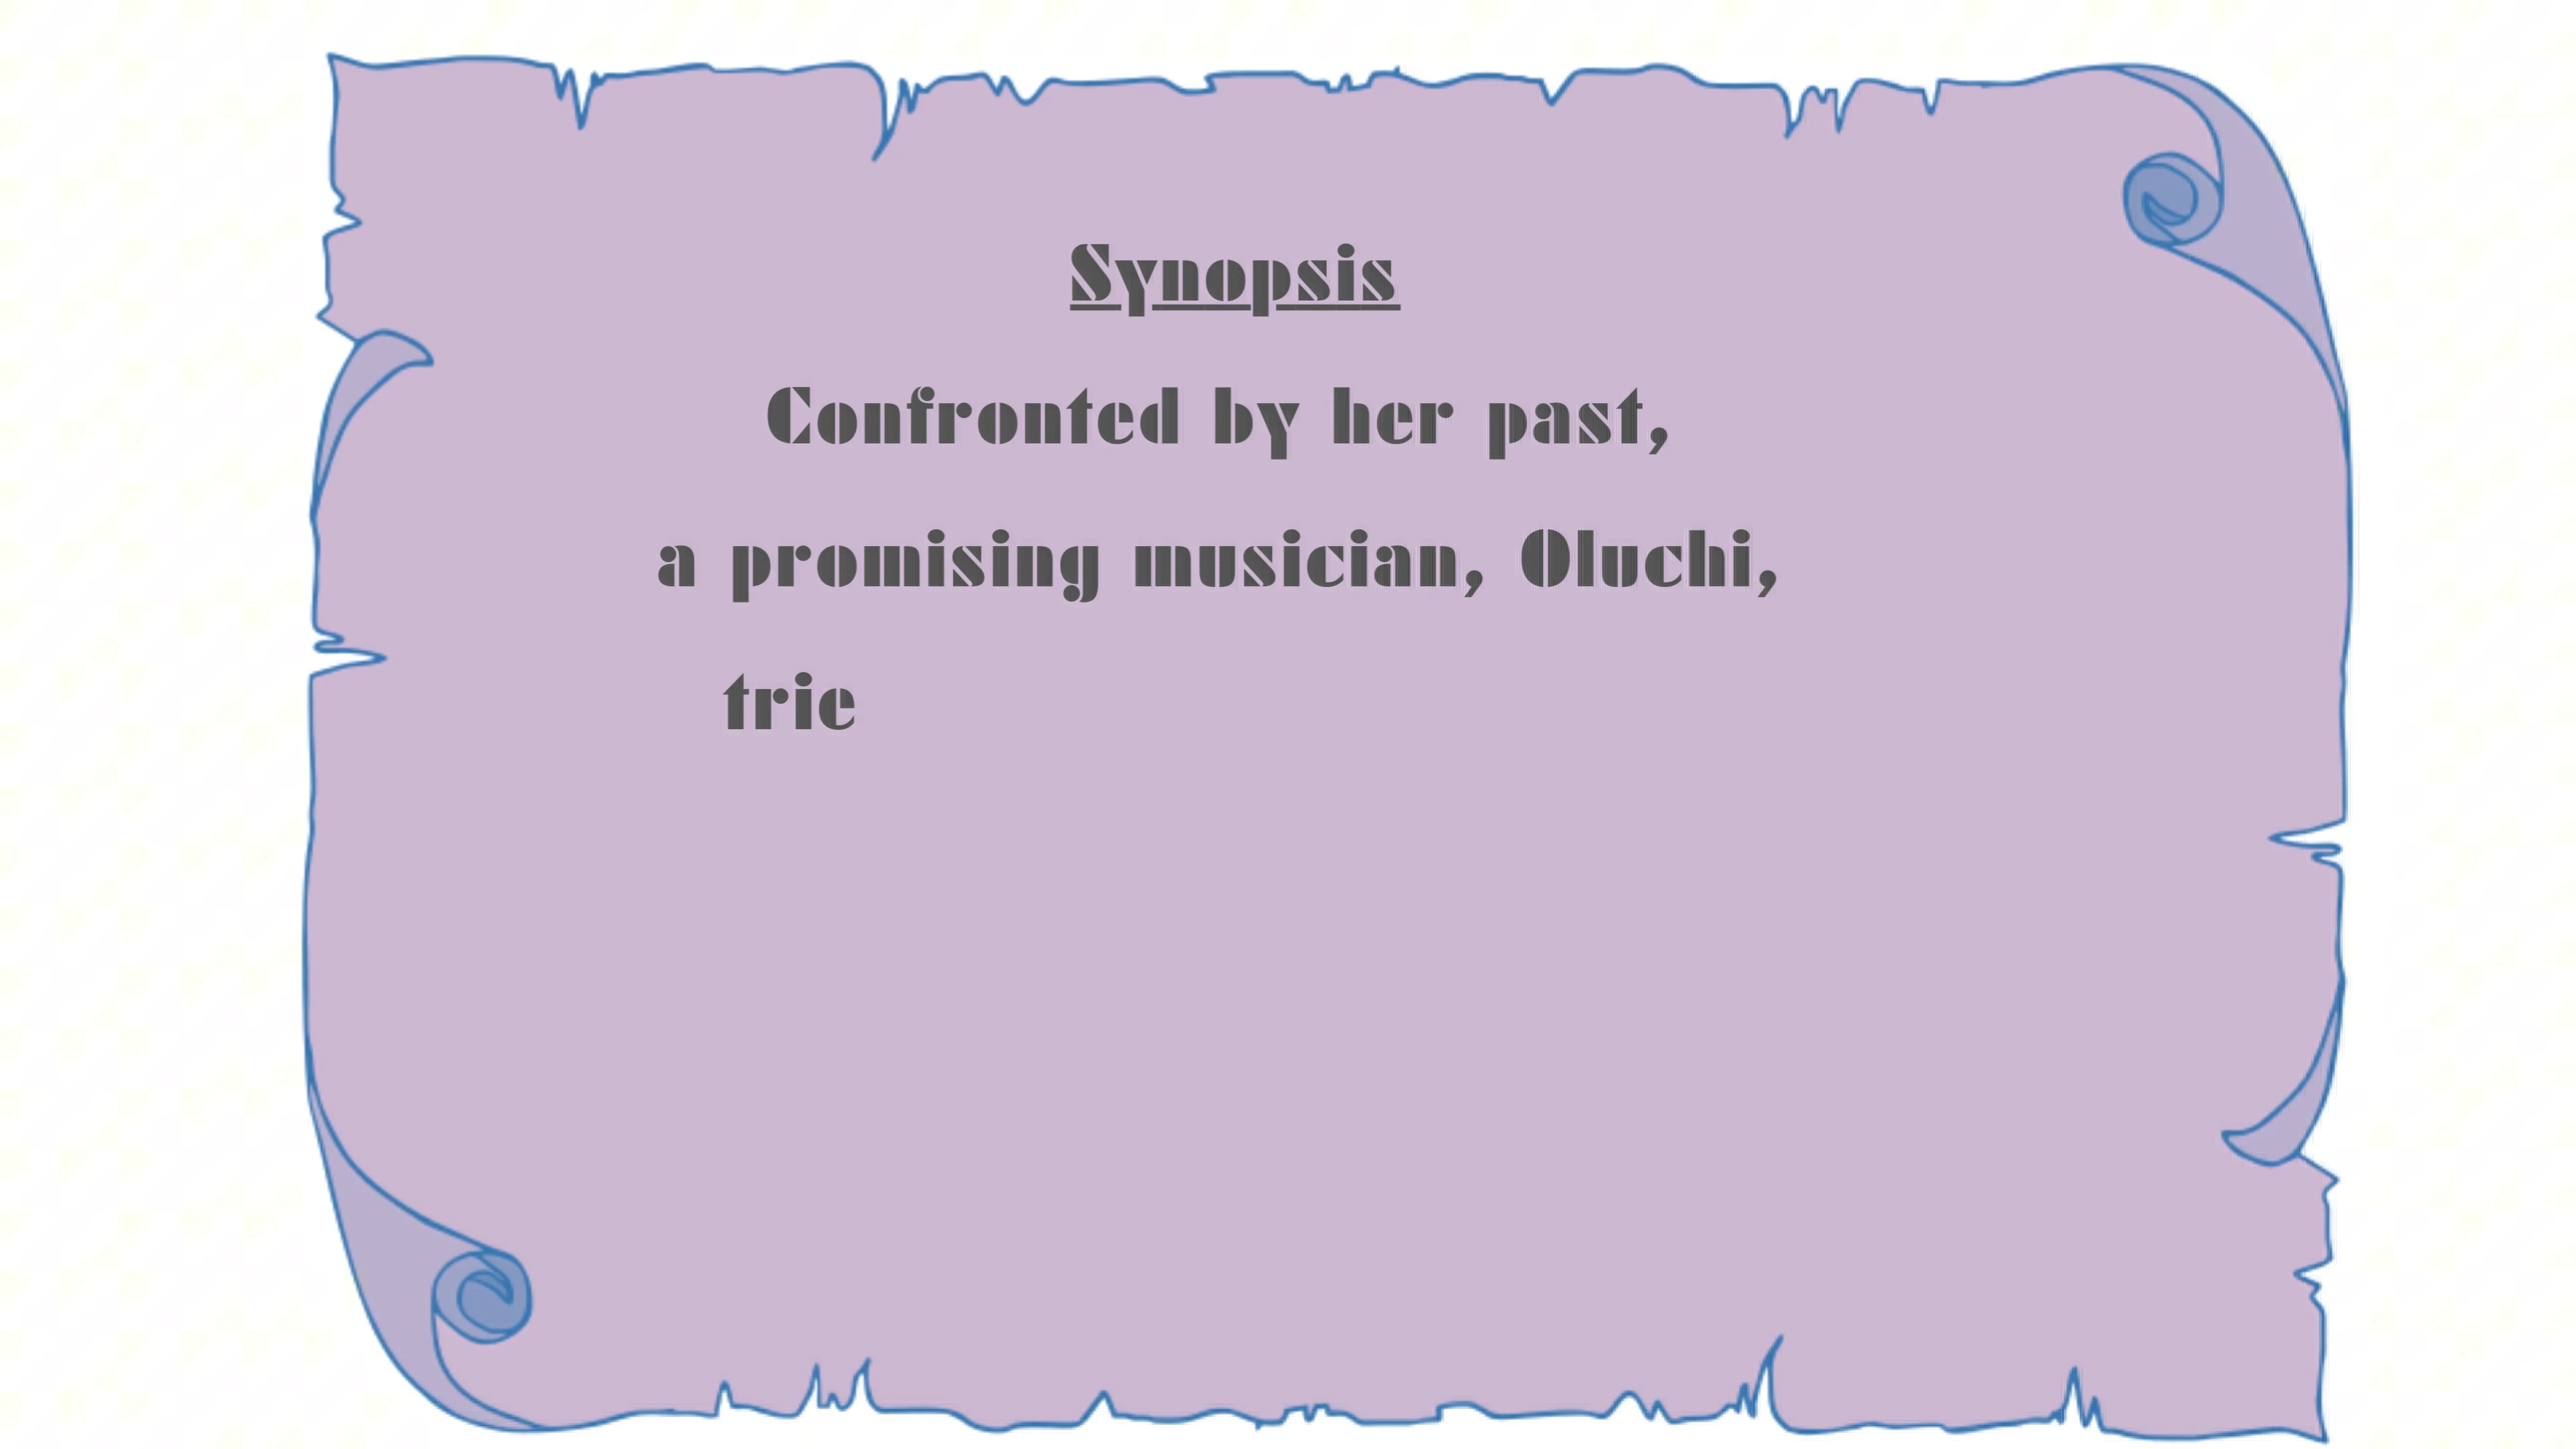 Synopsis
Confronted by her past,
a promising musician, Oluchi,
trie